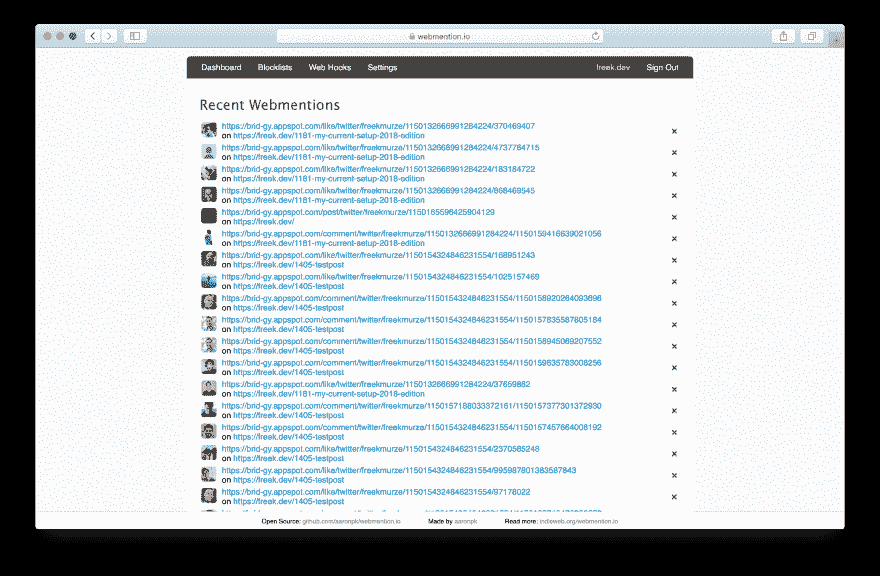 webmention.io
Dashboard Blocklists Web Hooks Settings freek.dev Sign Out
Recent Webmentions
https://brid-gy.appspot.com/like/twitter/freekmurze/1150132666991284224/370469407
on https://freek.dev/1181-my-current-setup-2018-edition
https://brid-gy.appspot.com/like/twitter/freekmurze/1150132666991284224/4737784715
on https://freek.dev/1181-my-current-setup-2018-edition
https://brid-gy.appspot.com/like/twitter/freekmurze/1150132666991284224/183184722
on https://freek.dev/1181-my-current-setup-2018-edition
https://brid-gy.appspot.com/like/twitter/freekmurze/1150132666991284224/868469545
on https://freek.dev/1181-my-current-setup-2018-edition
https://brid-gy.appspot.com/post/twitter/freekmurze/1150165598425904129
on https://freek.dev/
https://brid-gy.appspot.com/comment/twitter/freekmurze/1150132666991284224/1150159416639021056
on https://freek.dev/1181-my-current-setup-2018-edition
https://brid-gy.appspot.com/like/twitter/freekmurze/1150154324846231554/168951243
on https://freek.dev/1405-testpost
https://brid-gy.appspot.com/like/twitter/freekmurze/1150154324846231554/1025157469
on https://freek.dev/1405-testpost
https://brid-gy.appspot.com/comment/twitter/freekmurze/1150154324846231554/1150158920264093696
on https://freek.dev/1405-testpost
https://brid-gy.appspot.com/comment/twitter/freekmurze/1150154324846231554/1150157835587605184
on https://freek.dev/1405-testpost
https://brid-gy.appspot.com/comment/twitter/freekmurze/1150154324846231554/1150158945069207552
on https://freek.dev/1405-testpost
https://brid-gy.appspot.com/comment/twitter/freekmurze/1150154324846231554/1150159635783008256
on https://freek.dev/1405-testpost
https://brid-gy.appspot.com/like/twitter/freekmurze/1150132666991284224/37659882
on https://freek.dev/1181-my-current-setup-2018-edition
https://brid-gy.appspot.com/comment/twitter/freekmurze/1150157188033372161/1150157377301372930
on https://freek.dev/1405-testpost
https://brid-gy.appspot.com/comment/twitter/freekmurze/1150154324846231554/1150157457664008192
on https://freek.dev/1405-testpost
https://brid-gy.appspot.com/like/twitter/freekmurze/1150154324846231554/2370565248
on https://freek.dev/1405-testpost
https://brid-gy.appspot.com/like/twitter/freekmurze/1150154324846231554/995987801383587843
on https://freek.dev/1405-testpost
https://brid-gy.appspot.com/like/twitter/freekmurze/1150154324846231554/97178022
on https://freek.dev/1405-testpost
Open Source: github.com/aaronpk/webmention.io Made by aaronpk Read more: indieweb.org/webmention.io